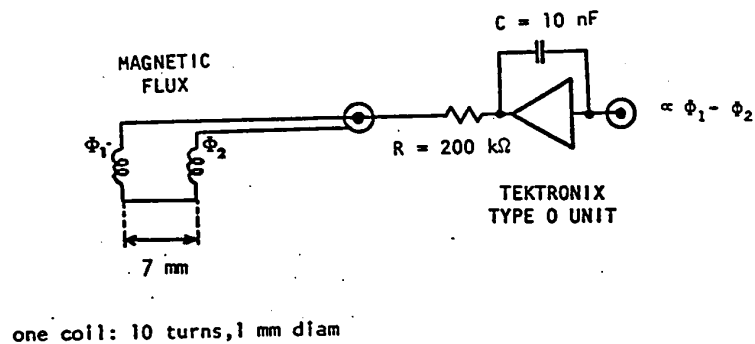 C = 10 nF
MAGNETIC
FLUX
∝ Φ1- Φ2
Φ1
Φ2
R = 200 kΩ
TEKTRONIX
TYPE O UNIT
7 mm
one coil: 10 turns,1 mm diam